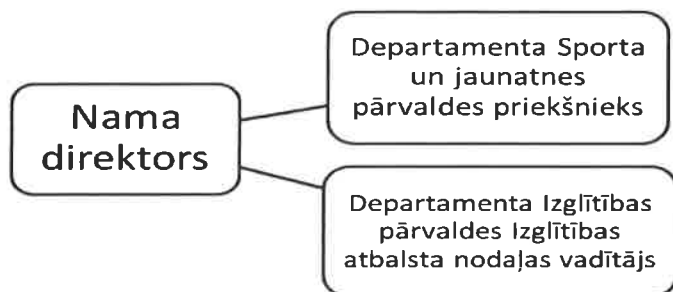 Nama
direktors
Departamenta Sporta
un jaunatnes
pārvaldes priekšnieks
Departamenta Izglītības
pārvaldes Izglītības
atbalsta nodaļas vadītājs